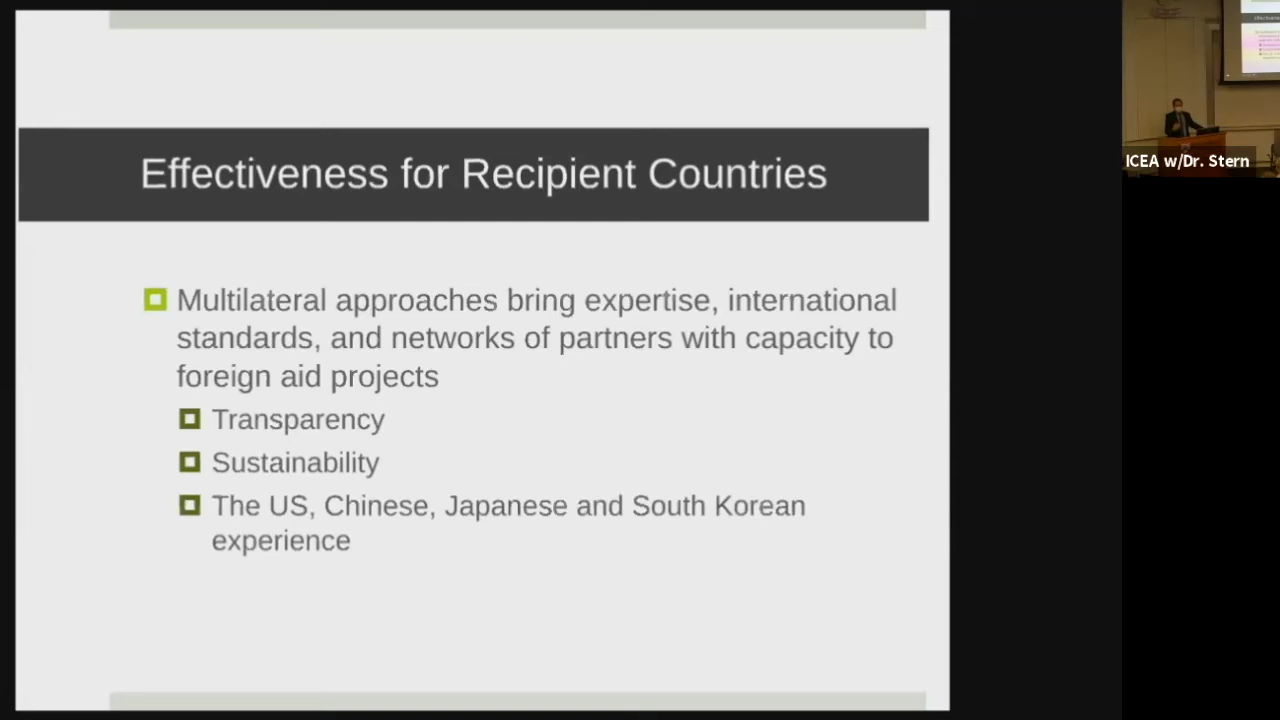 Effectiveness for Recipient Countries
Multilateral approaches bring expertise, international
standards, and networks of partners with capacity to
foreign aid projects
Transparency
Sustainability
The US, Chinese, Japanese and South Korean
experience
ICEA w/Dr. Stern